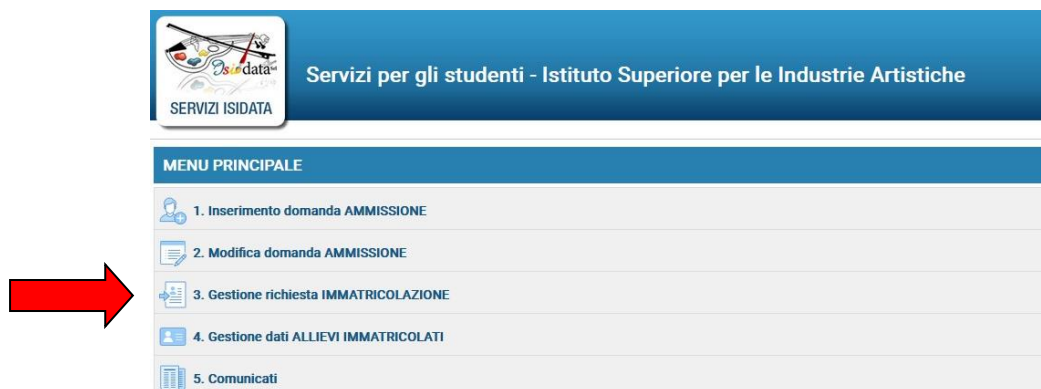 Isidata
SERVIZI ISIDATA
Servizi per gli studenti - Istituto Superiore per le Industrie Artistiche
MENU PRINCIPALE
1. Inserimento domanda AMMISSIONE
2. Modifica domanda AMMISSIONE
3. Gestione richiesta IMMATRICOLAZIONE
4. Gestione dati ALLIEVI IMMATRICOLATI
5. Comunicati